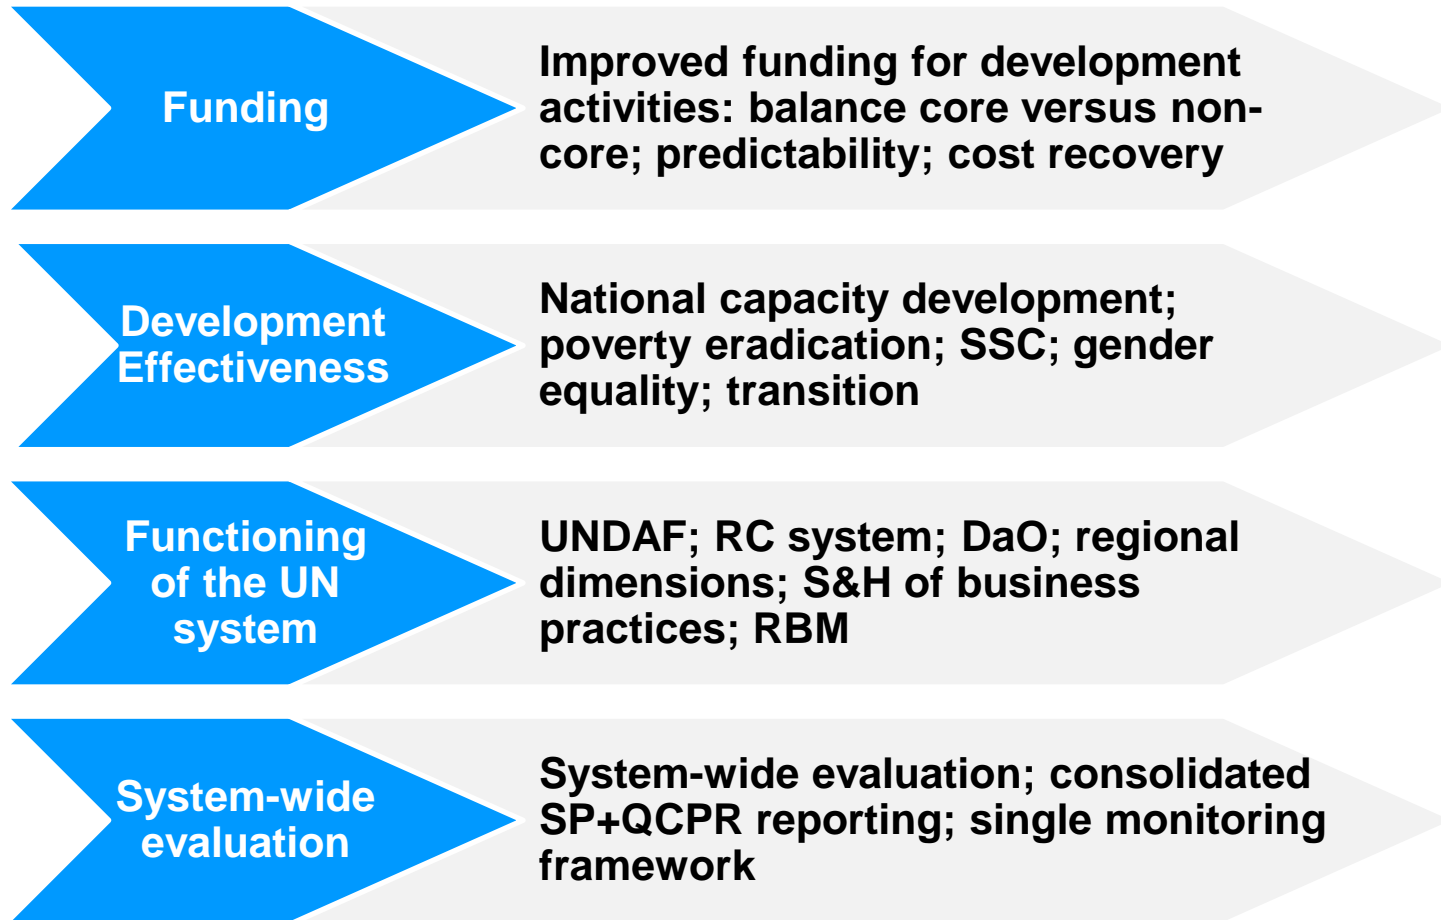 Funding
Improved funding for development
activities: balance core versus non-
core; predictability; cost recovery
Development
Effectiveness
National capacity development;
poverty eradication; SSC; gender
equality; transition
Functioning
of the UN
system
UNDAF; RC system; DaO; regional
dimensions; S&H of business
practices; RBM
System-wide
evaluation
System-wide evaluation; consolidated
SP+QCPR reporting; single monitoring
framework